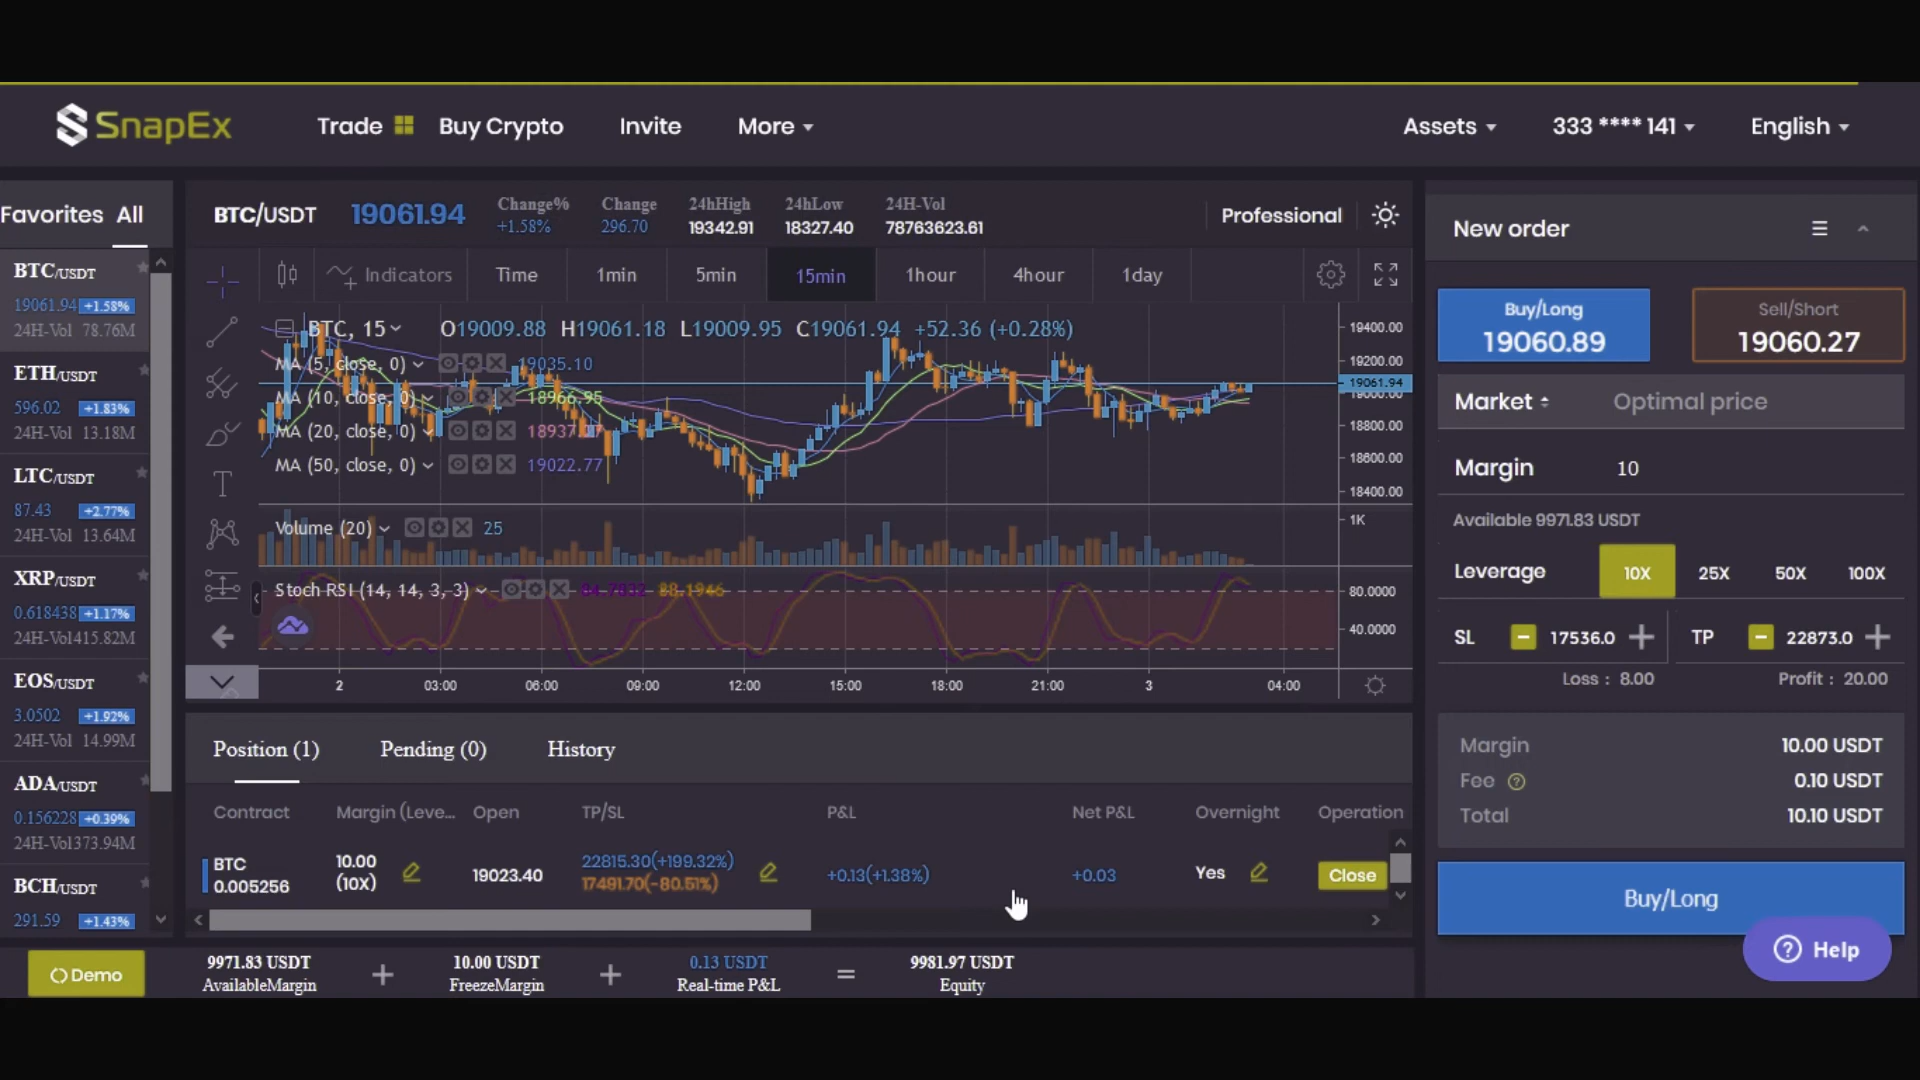 SnapEx
Trade
Buy Crypto
Invite
More
Assets
333 **** 141
English
Favorites All
BTC/USDT
19061.94 +1.58%
24H-Vol 78.76M
ETH/USDT
596.02 +1.83%
24H-Vol 13.18M
LTC/USDT
87.43 +2.77%
24H-Vol 13.64M
XRP/USDT
0.618438 +1.17%
24H-Vol 415.82M
EOS/USDT
3.0502 +1.92%
24H-Vol 14.99M
ADA/USDT
0.156228 +0.39%
24H-Vol 373.94M
BCH/USDT
291.59 +1.43%
BTC/USDT 19061.94
Change% +1.58%
Change 296.70
24hHigh 19342.91
24hLow 18327.40
24H-Vol 78763623.61
Professional
Indicators Time 1min 5min 15min 1hour 4hour 1day
BTC, 15 O19009.88 H19061.18 L19009.95 C19061.94 +52.36 (+0.28%)
MA (5, close, 0) 19035.10
MA (10, close, 0) 18966.95
MA (20, close, 0)
MA (50, close, 0) 19022.77
19400.00
19200.00
19061.94
19000.00
18800.00
18600.00
18400.00
Volume (20) 25
1K
Stoch RSI (14, 14, 3, 3) 88.1946
80.0000
40.0000
2 03:00 06:00 09:00 12:00 15:00 18:00 21:00 3 04:00
Position (1) Pending (0) History
Contract Margin (Leve... Open TP/SL P&L Net P&L Overnight Operation
BTC
0.005256
10.00
(10X)
19023.40
22815.30(+199.32%)
17491.70(-80.51%)
+0.13(+1.38%)
+0.03
Yes
Close
Demo
9971.83 USDT
AvailableMargin
+
10.00 USDT
FreezeMargin
+
0.13 USDT
Real-time P&L
=
9981.97 USDT
Equity
New order
Buy/Long
19060.89
Sell/Short
19060.27
Market Optimal price
Margin 10
Available 9971.83 USDT
Leverage 10X 25X 50X 100X
SL - 17536.0 + TP - 22873.0 +
Loss : 8.00 Profit : 20.00
Margin 10.00 USDT
Fee ? 0.10 USDT
Total 10.10 USDT
Buy/Long
? Help